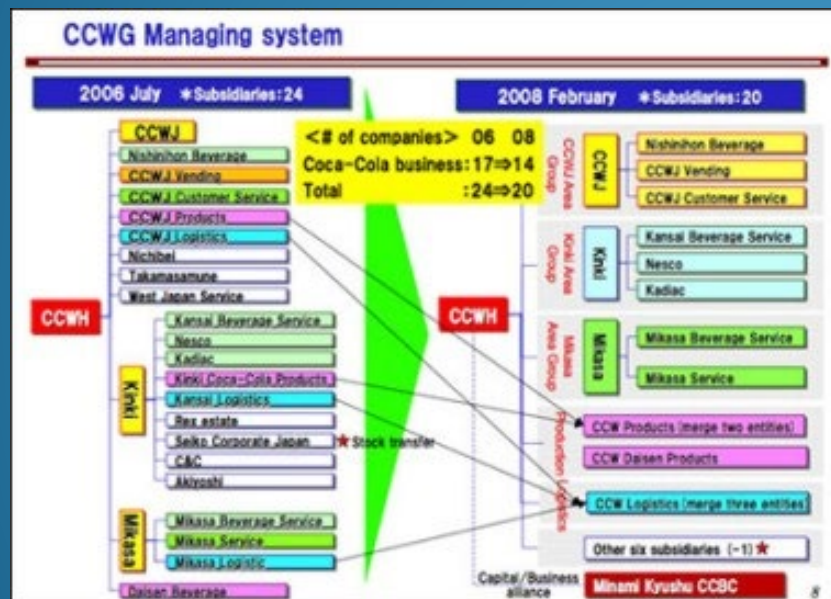 CCWG Managing system
2006 July *Subsidiaries:24
CCWJ
Nishinihon Beverage
CCWJ Vending
CCWJ Customer Service
CCWJ Products
CCWJ Logistics
Nichibei
Takamasamune
West Japan Service
CCWH
Kinki
Kansai Beverage Service
Nesco
Kadiac
Kinki Coca-Cola Products
Kansai Logistics
Rex estate
Seiko Corporate Japan
★Stock transfer
C&C
Akiyoshi
Mikasa
Mikasa Beverage Service
Mikasa Service
Mikasa Logistic
Daisen Beverage
<# of companies> 06 08
Coca-Cola business:17⇒14
Total :24⇒20
2008 February *Subsidiaries:20
CCWH
CCWJ Area Group
CCWJ
Nishinihon Beverage
CCWJ Vending
CCWJ Customer Service
Kinki Area Group
Kinki
Kansai Beverage Service
Nesco
Kadiac
Mikasa Area Group
Mikasa
Mikasa Beverage Service
Mikasa Service
Production Logistics
CCW Products (merge two entities)
CCW Daisen Products
CCW Logistics (merge three entities)
Other six subsidiaries (-1) ★
Capital/Business alliance
Minami Kyushu CCBC
8